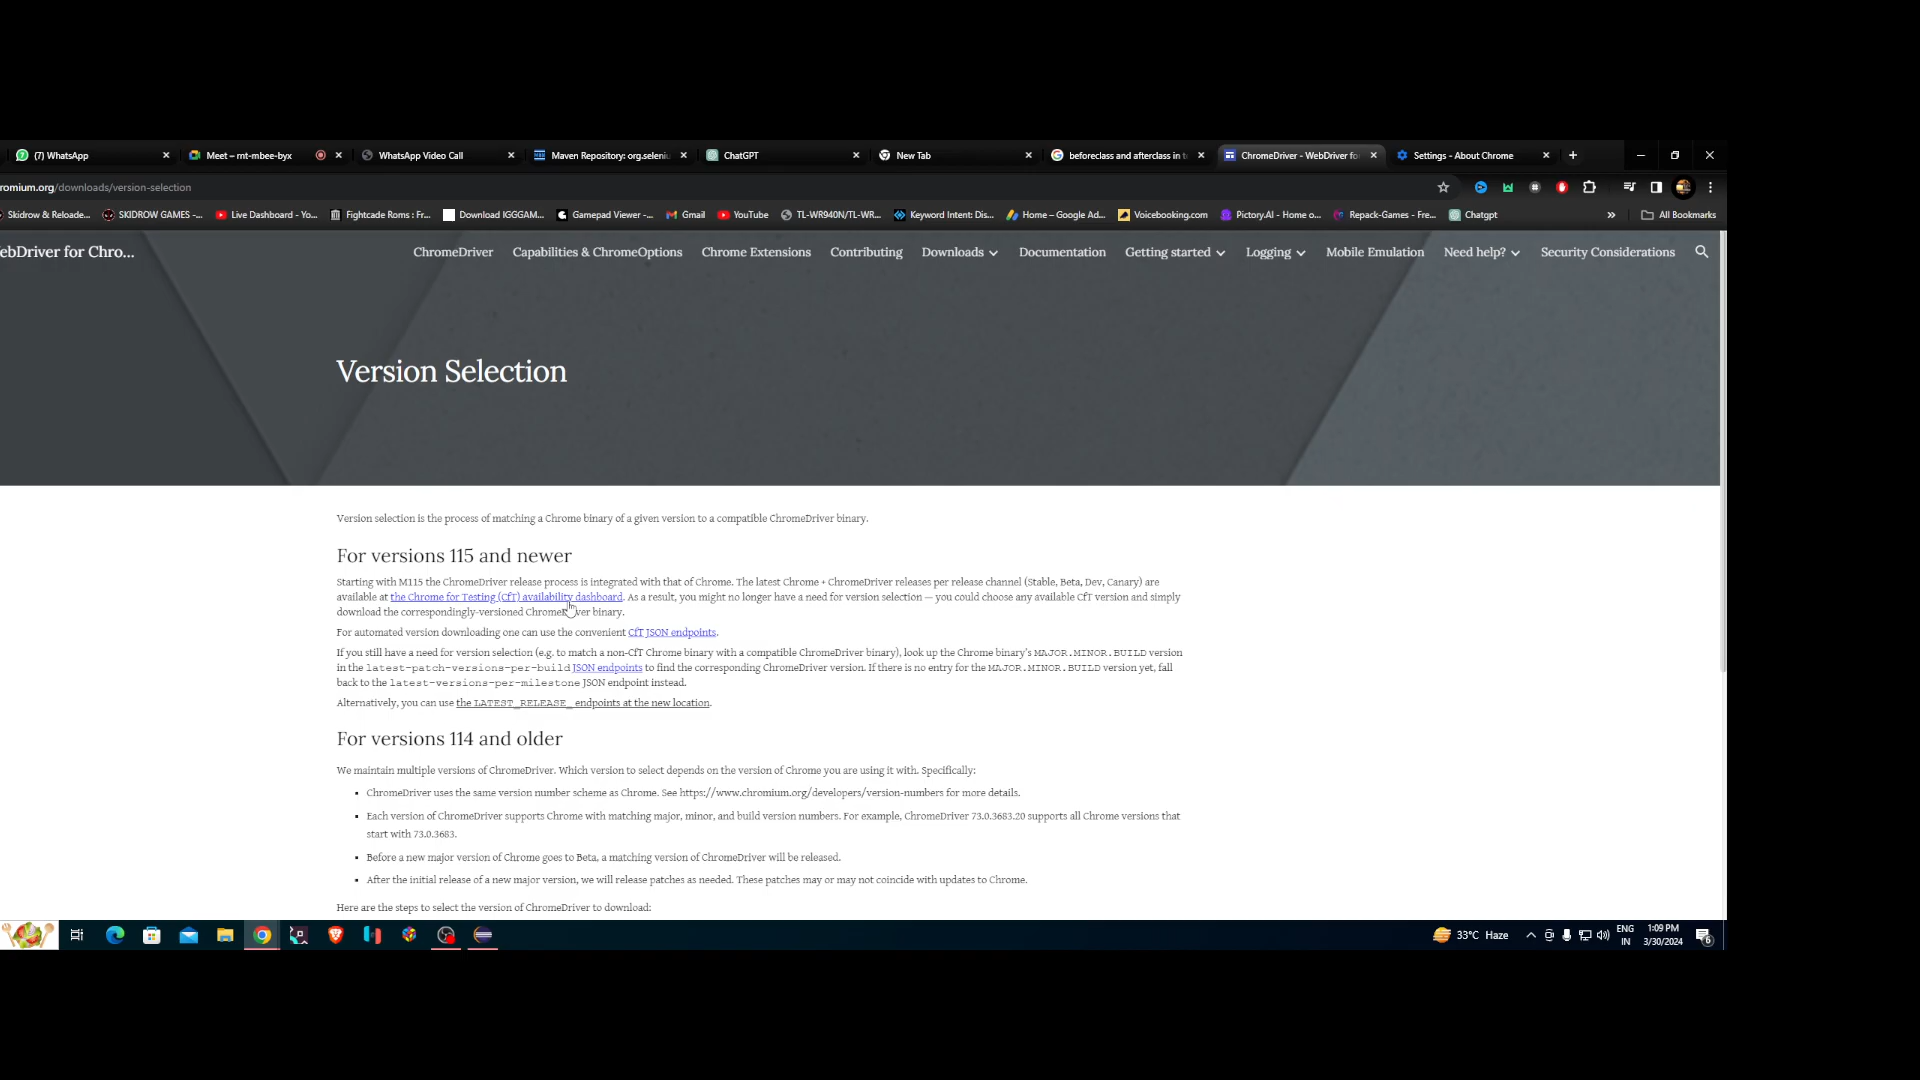 (7) WhatsApp
Meet – rnt-mbee-byx
WhatsApp Video Call
Maven Repository: org.seleniu
ChatGPT
New Tab
beforeclass and afterclass in t
ChromeDriver - WebDriver fo
Settings - About Chrome
romium.org/downloads/version-selection
Skidrow & Reloade...
SKIDROW GAMES -...
Live Dashboard - Yo...
Fightcade Roms : Fr...
Download IGGGAM...
Gamepad Viewer -...
Gmail
YouTube
TL-WR940N/TL-WR...
Keyword Intent: Dis...
Home – Google Ad...
Voicebooking.com
Pictory.AI - Home o...
Repack-Games - Fre...
Chatgpt
»
All Bookmarks
ebDriver for Chro...
ChromeDriver
Capabilities & ChromeOptions
Chrome Extensions
Contributing
Downloads
Documentation
Getting started
Logging
Mobile Emulation
Need help?
Security Considerations
Version Selection
Version selection is the process of matching a Chrome binary of a given version to a compatible ChromeDriver binary.
For versions 115 and newer
Starting with M115 the ChromeDriver release process is integrated with that of Chrome. The latest Chrome + ChromeDriver releases per release channel (Stable, Beta, Dev, Canary) are
available at the Chrome for Testing (CfT) availability dashboard. As a result, you might no longer have a need for version selection — you could choose any available CfT version and simply
download the correspondingly-versioned ChromeDriver binary.
For automated version downloading one can use the convenient CfT JSON endpoints.
If you still have a need for version selection (e.g. to match a non-CfT Chrome binary with a compatible ChromeDriver binary), look up the Chrome binary's MAJOR.MINOR.BUILD version
in the latest-patch-versions-per-build JSON endpoints to find the corresponding ChromeDriver version. If there is no entry for the MAJOR.MINOR.BUILD version yet, fall
back to the latest-versions-per-milestone JSON endpoint instead.
Alternatively, you can use the LATEST_RELEASE_ endpoints at the new location.
For versions 114 and older
We maintain multiple versions of ChromeDriver. Which version to select depends on the version of Chrome you are using it with. Specifically:
ChromeDriver uses the same version number scheme as Chrome. See https://www.chromium.org/developers/version-numbers for more details.
Each version of ChromeDriver supports Chrome with matching major, minor, and build version numbers. For example, ChromeDriver 73.0.3683.20 supports all Chrome versions that
start with 73.0.3683.
Before a new major version of Chrome goes to Beta, a matching version of ChromeDriver will be released.
After the initial release of a new major version, we will release patches as needed. These patches may or may not coincide with updates to Chrome.
Here are the steps to select the version of ChromeDriver to download:
33°C Haze
ENG
IN
1:09 PM
3/30/2024
6